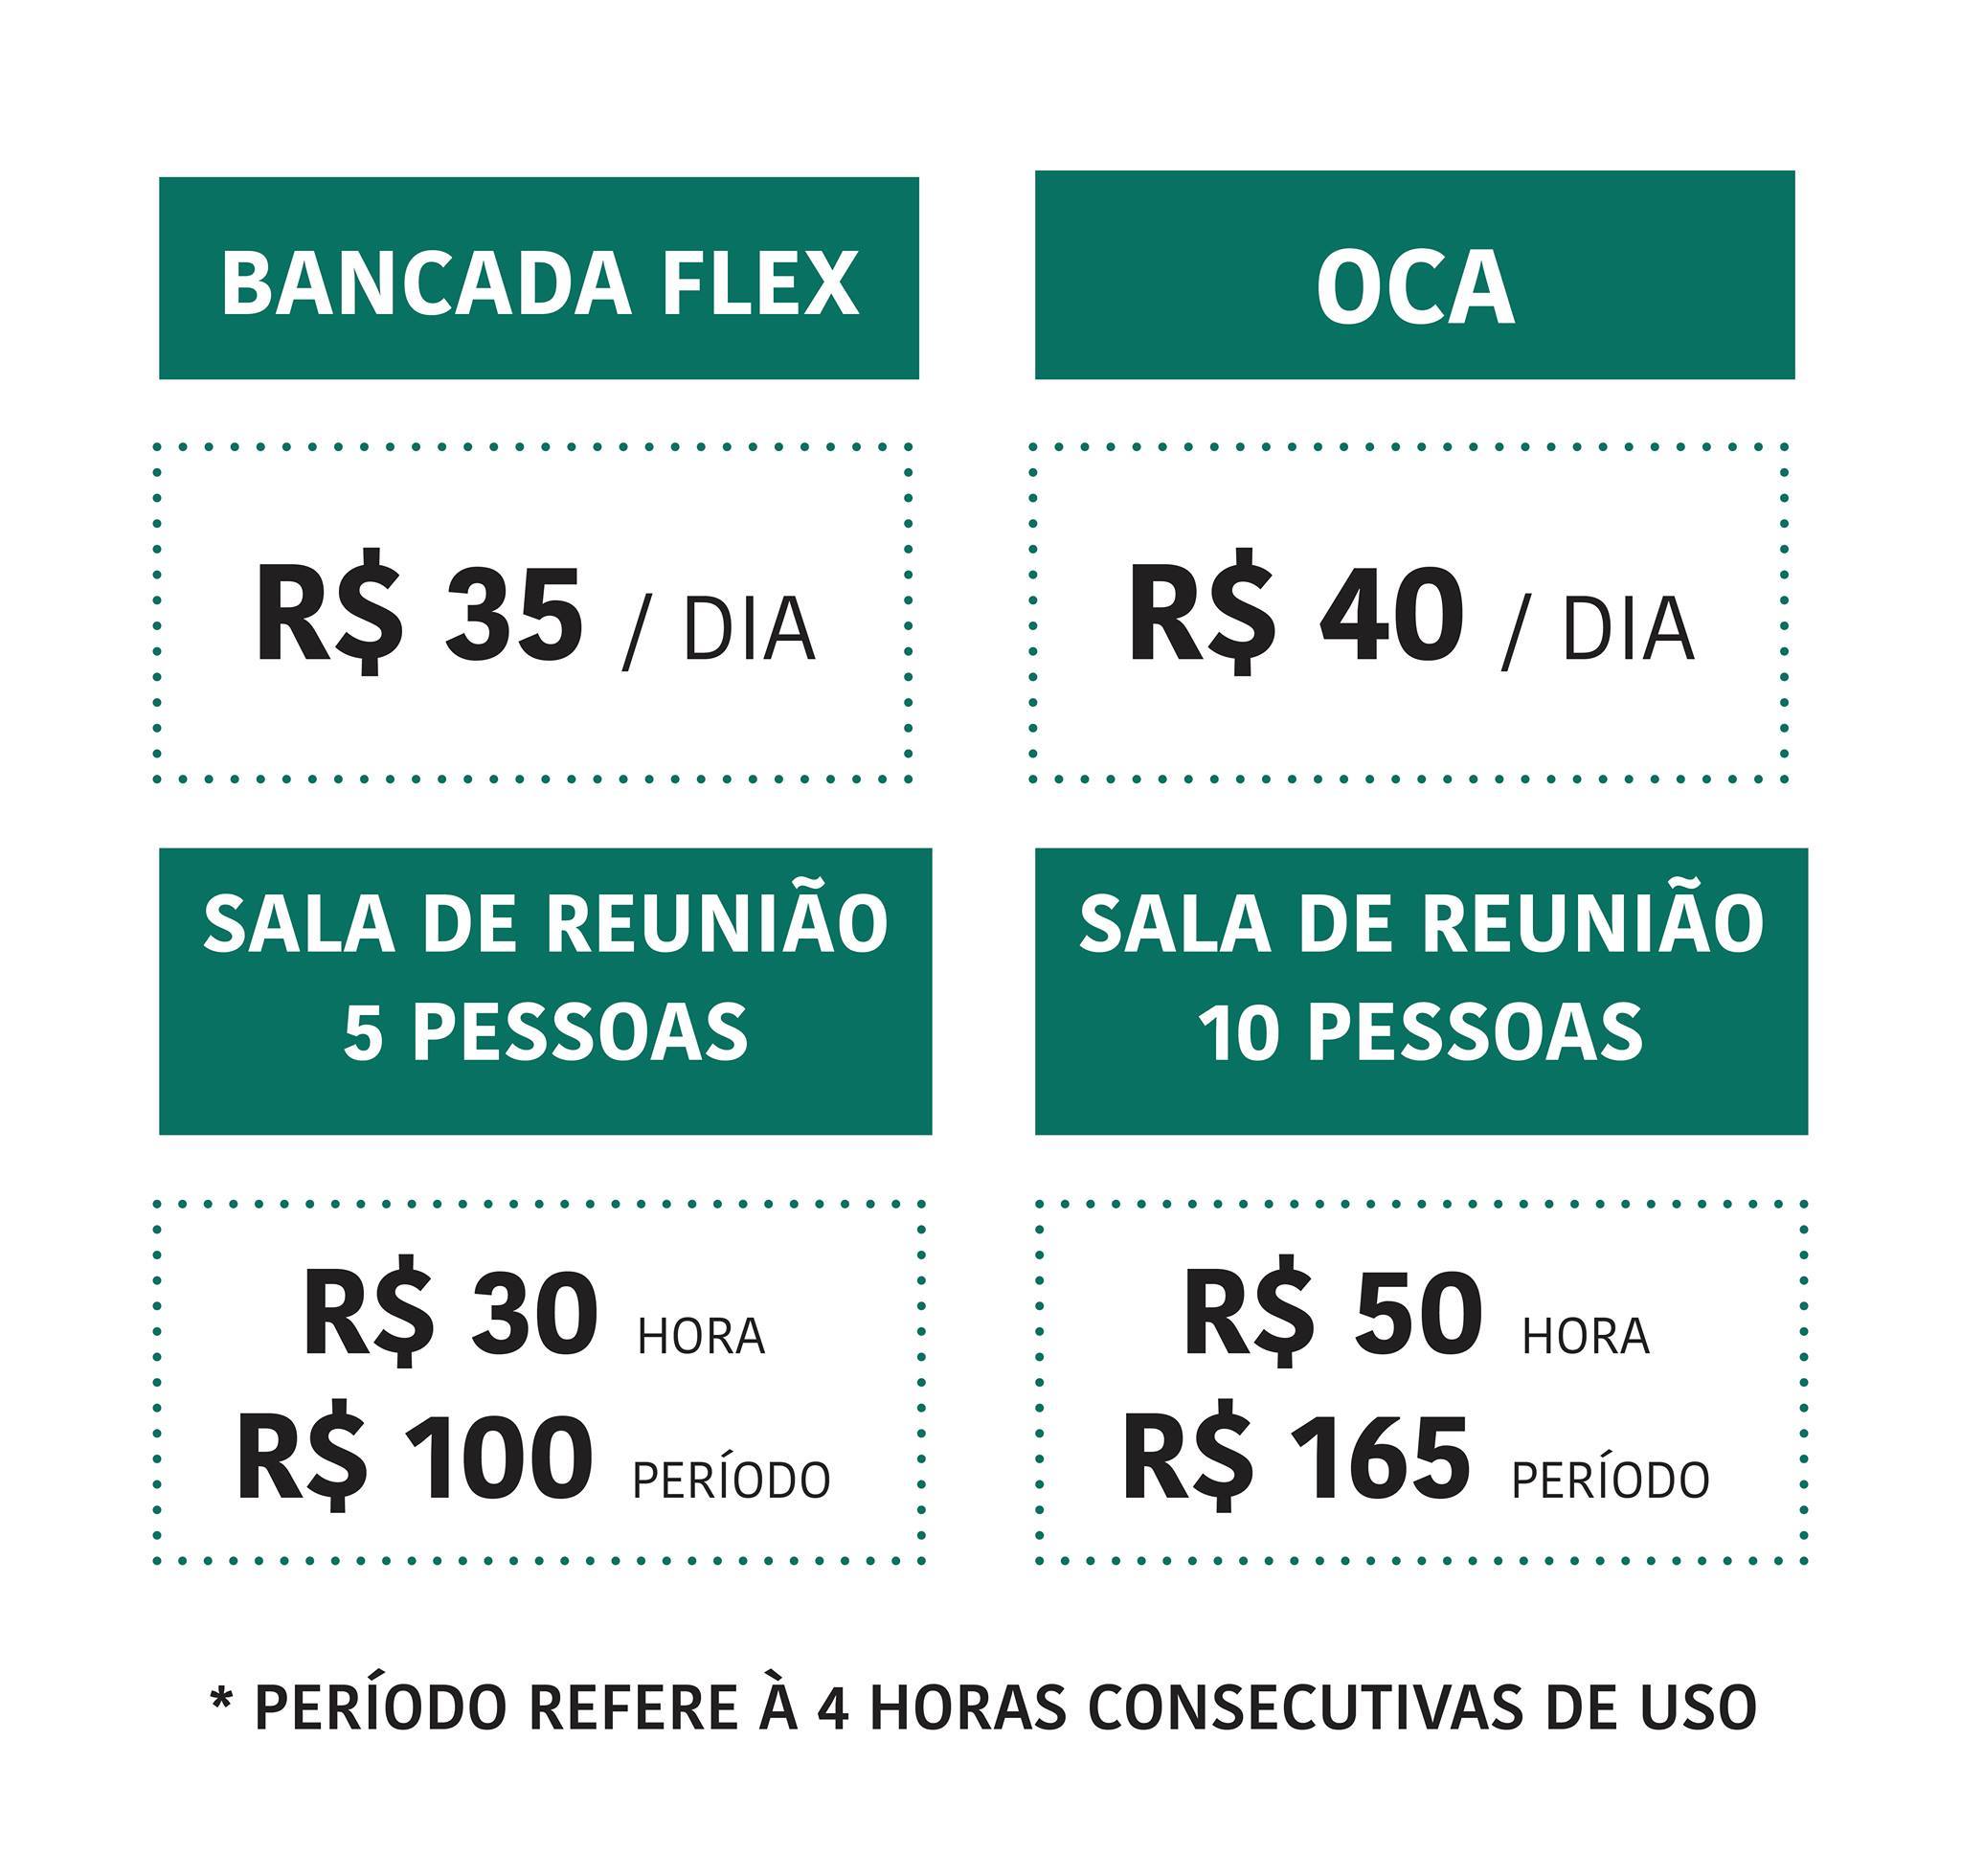 BANCADA FLEX
OCA
R$ 35 / DIA
R$ 40 / DIA
SALA DE REUNIÃO
5 PESSOAS
SALA DE REUNIÃO
10 PESSOAS
R$ 30 HORA
R$ 100 PERÍODO
R$ 50 HORA
R$ 165 PERÍODO
* PERÍODO REFERE À 4 HORAS CONSECUTIVAS DE USO